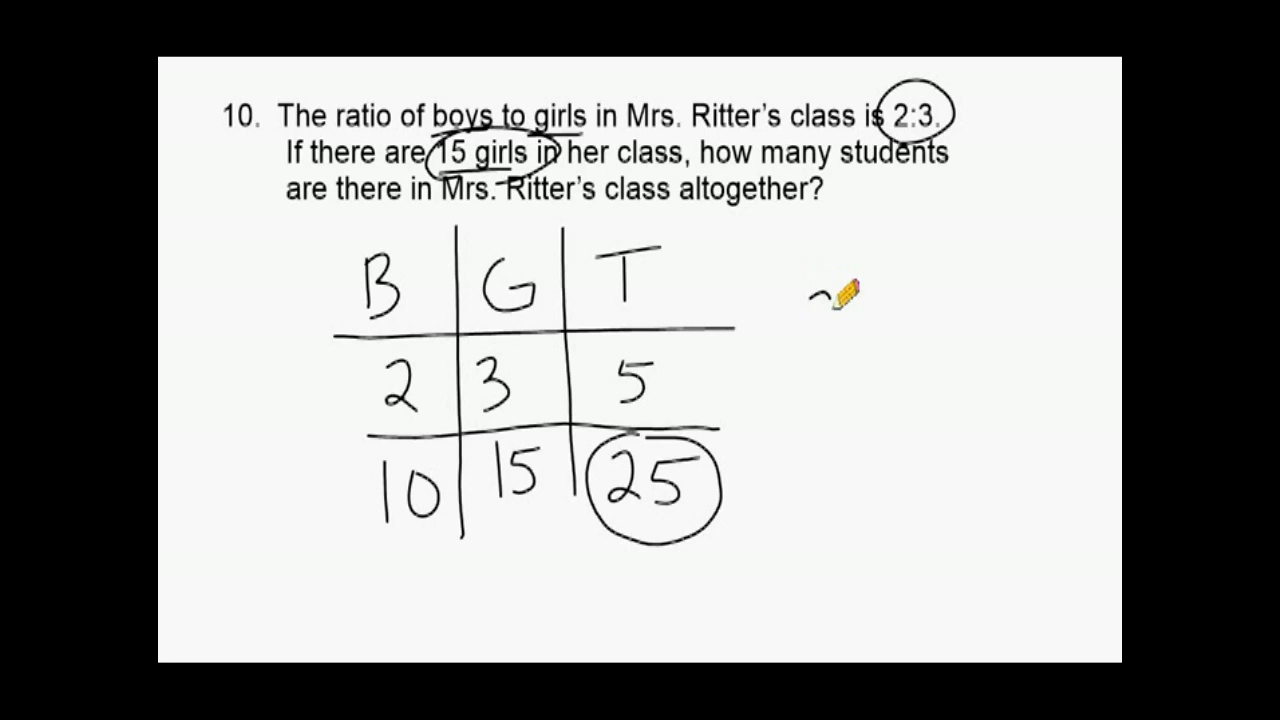 10. The ratio of boys to girls in Mrs. Ritter's class is 2:3.
If there are 15 girls in her class, how many students
are there in Mrs. Ritter's class altogether?
B G T
2 3 5
10 15 25